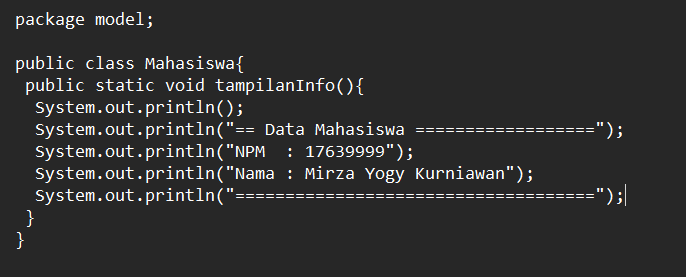 package model;

public class Mahasiswa{
 public static void tampilanInfo(){
  System.out.println();
  System.out.println("== Data Mahasiswa ==================");
  System.out.println("NPM  : 17639999");
  System.out.println("Nama : Mirza Yogy Kurniawan");
  System.out.println("====================================");
 }
}